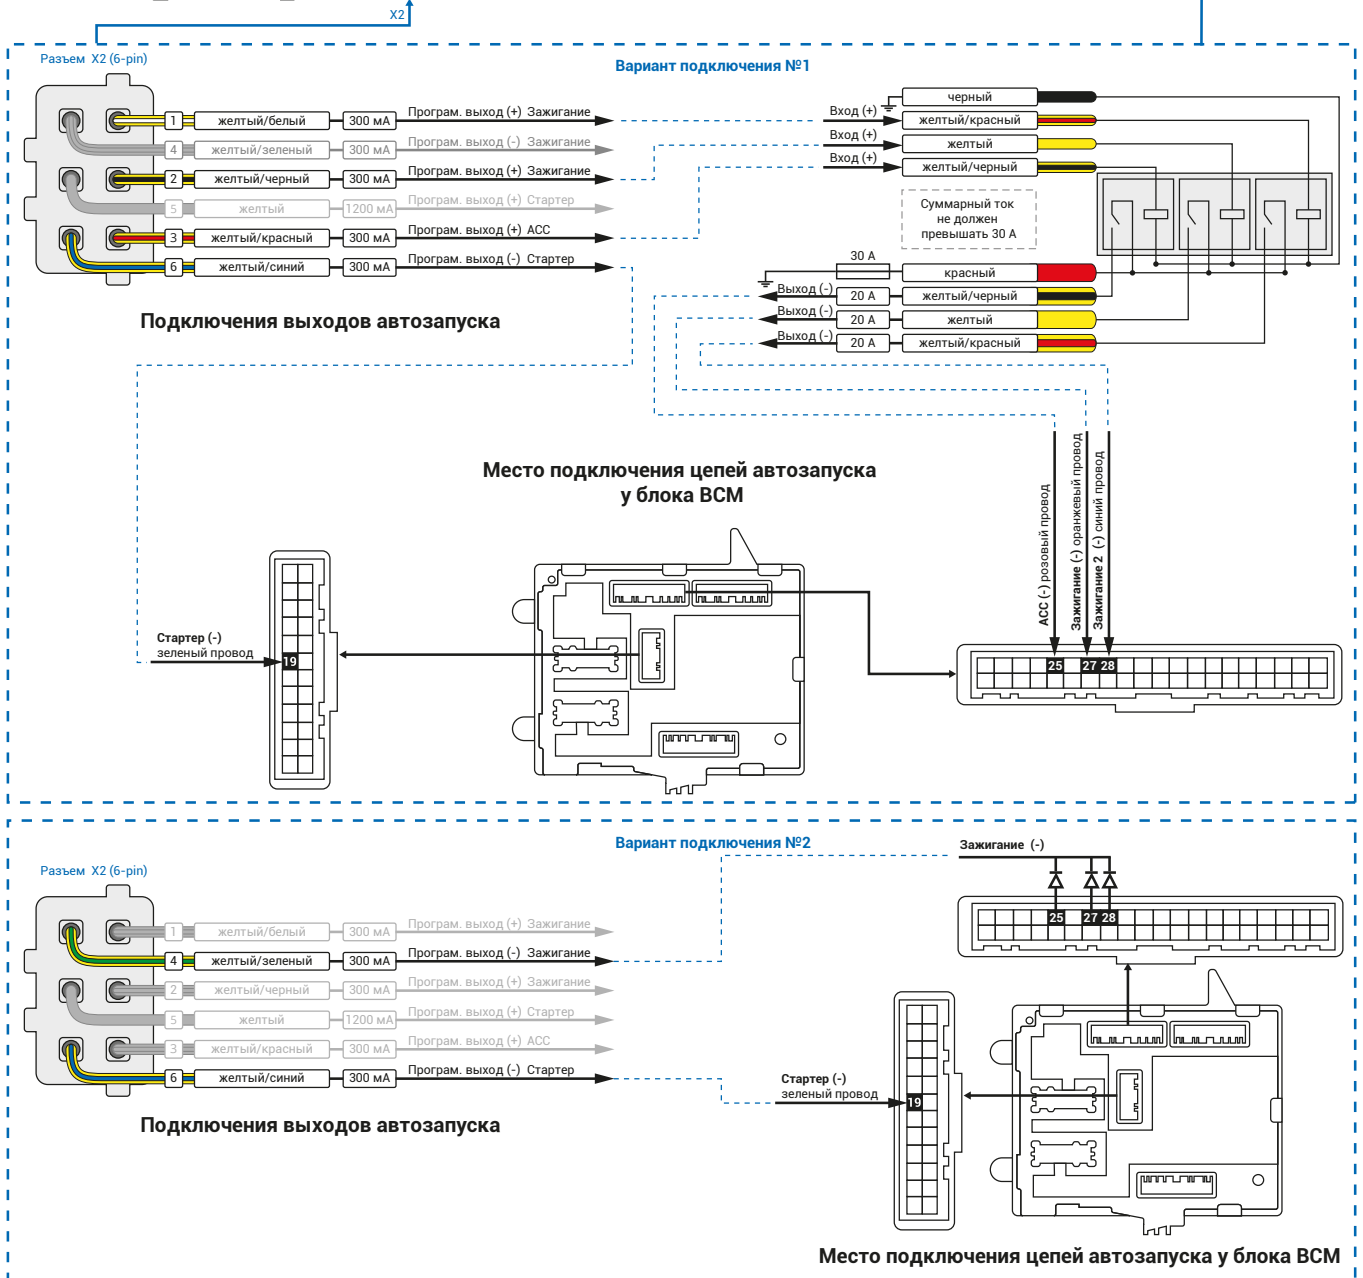 X2
Разъем X2 (6-pin)
Вариант подключения №1
1 желтый/белый 300 мА Програм. выход (+) Зажигание
4 желтый/зеленый 300 мА Програм. выход (-) Зажигание
2 желтый/черный 300 мА Програм. выход (+) Зажигание
5 желтый 1200 мА Програм. выход (+) Стартер
3 желтый/красный 300 мА Програм. выход (+) ACC
6 желтый/синий 300 мА Програм. выход (-) Стартер
Подключения выходов автозапуска
черный
Вход (+) желтый/красный
Вход (+) желтый
Вход (+) желтый/черный
Суммарный ток
не должен
превышать 30 А
30 А красный
Выход (-) 20 А желтый/черный
Выход (-) 20 А желтый
Выход (-) 20 А желтый/красный
Место подключения цепей автозапуска
у блока BCM
ACC (-) розовый провод
Зажигание (-) оранжевый провод
Зажигание 2 (-) синий провод
Стартер (-)
зеленый провод
19
25 27 28
Вариант подключения №2
Зажигание (-)
Разъем X2 (6-pin)
25 27 28
1 желтый/белый 300 мА Програм. выход (+) Зажигание
4 желтый/зеленый 300 мА Програм. выход (-) Зажигание
2 желтый/черный 300 мА Програм. выход (+) Зажигание
5 желтый 1200 мА Програм. выход (+) Стартер
3 желтый/красный 300 мА Програм. выход (+) ACC
6 желтый/синий 300 мА Програм. выход (-) Стартер
Стартер (-)
зеленый провод
19
Подключения выходов автозапуска
Место подключения цепей автозапуска у блока BCM